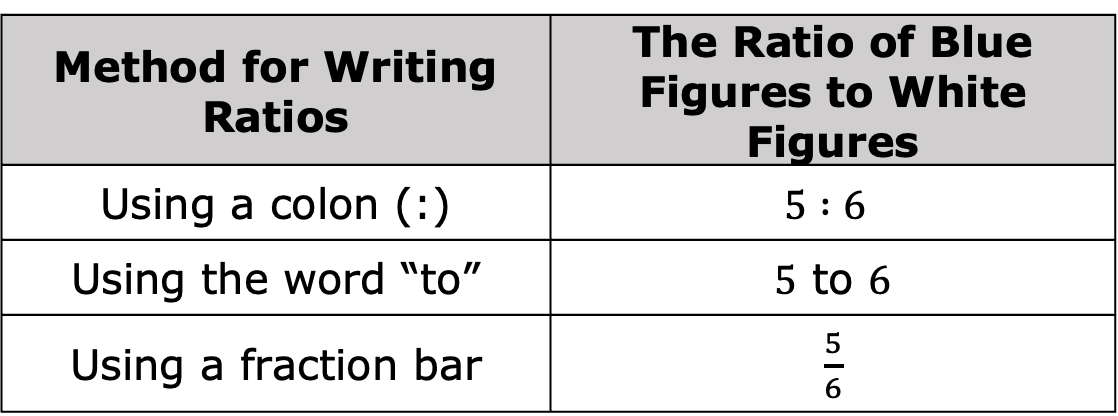 Method for Writing
Ratios
The Ratio of Blue
Figures to White
Figures
Using a colon (:)
5 : 6
Using the word “to”
5 to 6
Using a fraction bar
5
6